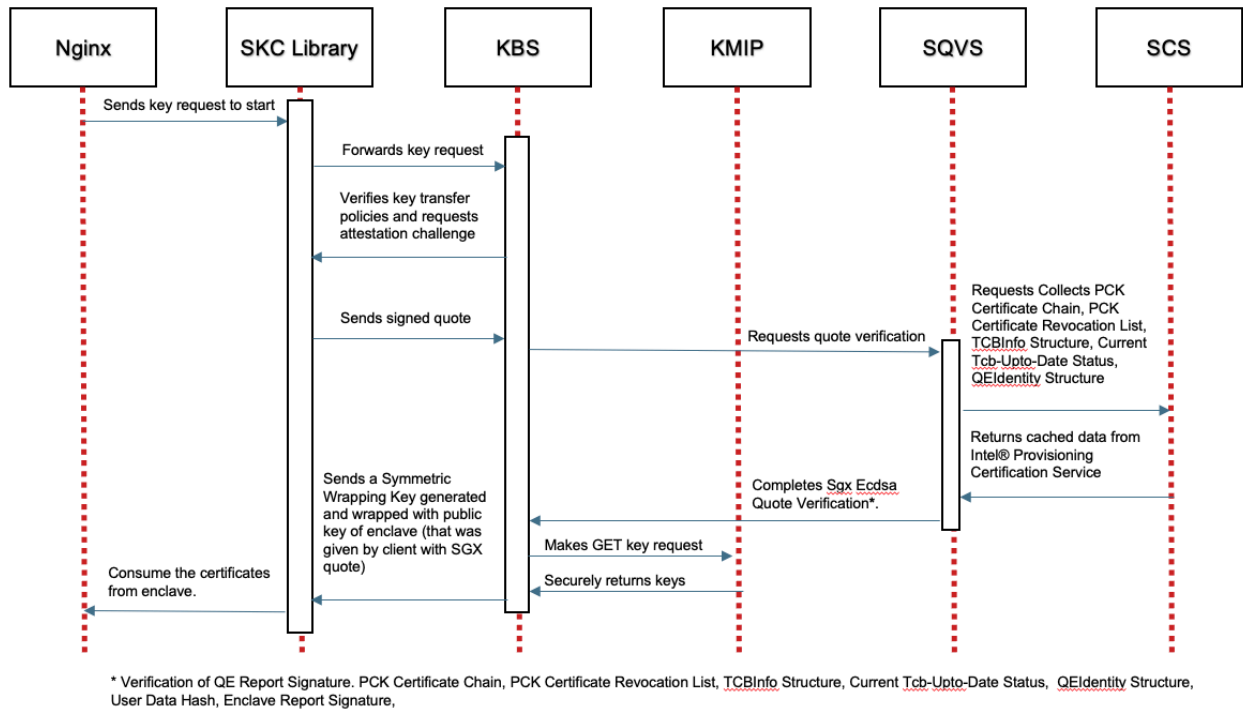 Nginx
SKC Library
KBS
KMIP
SQVS
SCS
Sends key request to start
Forwards key request
Verifies key transfer
policies and requests
attestation challenge
Sends signed quote
Requests quote verification
Requests Collects PCK
Certificate Chain, PCK
Certificate Revocation List,
TCBInfo Structure, Current
Tcb-Upto-Date Status,
QEIdentity Structure
Returns cached data from
Intel® Provisioning
Certification Service
Completes Sgx Ecdsa
Quote Verification*.
Sends a Symmetric
Wrapping Key generated
and wrapped with public
key of enclave (that was
given by client with SGX
quote)
Makes GET key request
Securely returns keys
Consume the certificates
from enclave.
* Verification of QE Report Signature. PCK Certificate Chain, PCK Certificate Revocation List, TCBInfo Structure, Current Tcb-Upto-Date Status, QEIdentity Structure,
User Data Hash, Enclave Report Signature,